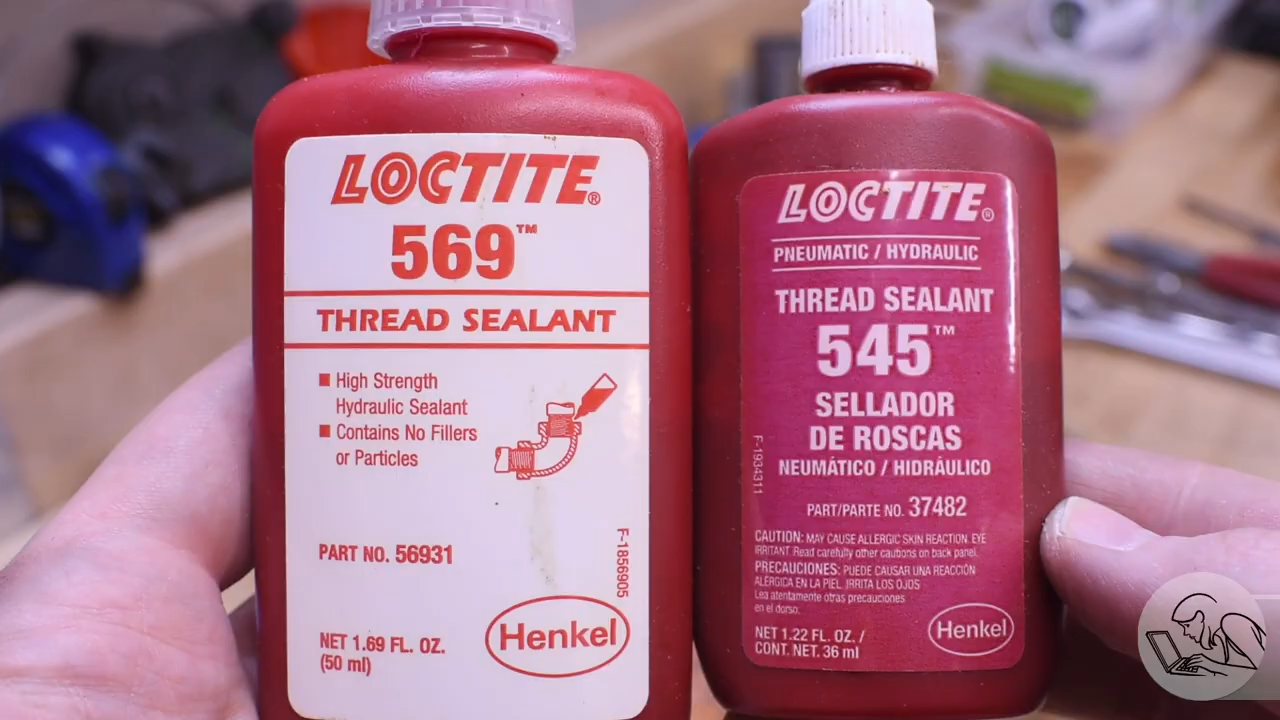 LOCTITE®
569™
THREAD SEALANT
High Strength
Hydraulic Sealant
Contains No Fillers
or Particles
PART NO. 56931
F-1856905
NET 1.69 FL. OZ.
(50 ml)
Henkel
LOCTITE®
PNEUMATIC / HYDRAULIC
THREAD SEALANT
545™
SELLADOR
DE ROSCAS
NEUMÁTICO / HIDRÁULICO
F-1934311
PART/PARTE NO. 37482
CAUTION: MAY CAUSE ALLERGIC SKIN REACTION. EYE
IRRITANT. Read carefully other cautions on back panel.
PRECAUCIONES: PUEDE CAUSAR UNA REACCIÓN
ALÉRGICA EN LA PIEL. IRRITA LOS OJOS
Lea atentamente otras precauciones
en el dorso.
NET 1.22 FL. OZ. /
CONT. NET. 36 ml
Henkel